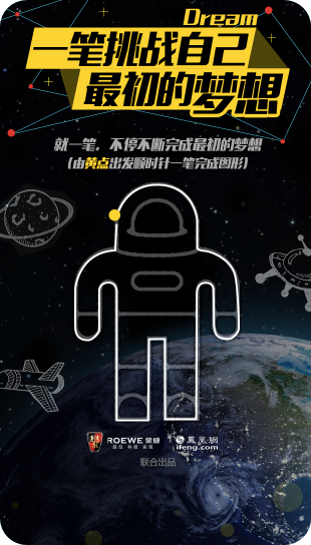 Dream
一笔挑战自己
最初的梦想
就一笔，不停不断完成最初的梦想
(由黄点出发顺时针一笔完成图形)
ROEWE 荣威
凤凰网
ifeng.com
联合出品